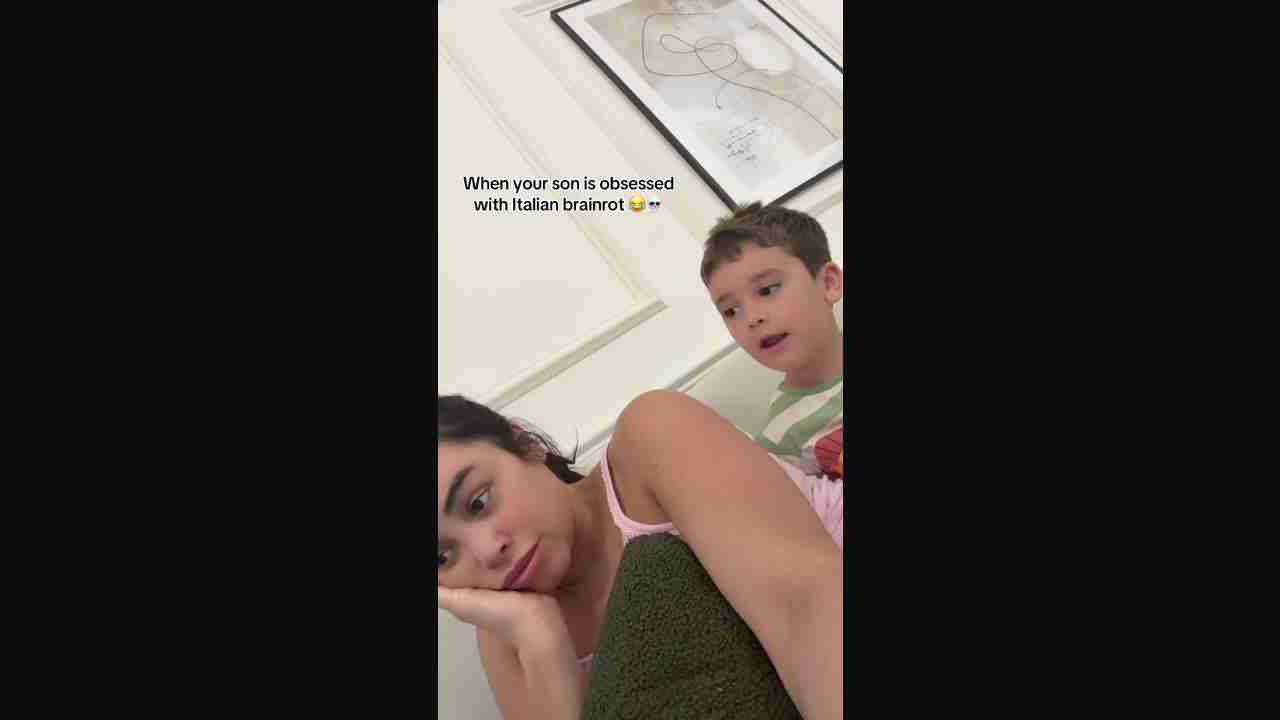 When your son is obsessed
with Italian brainrot 😂💀